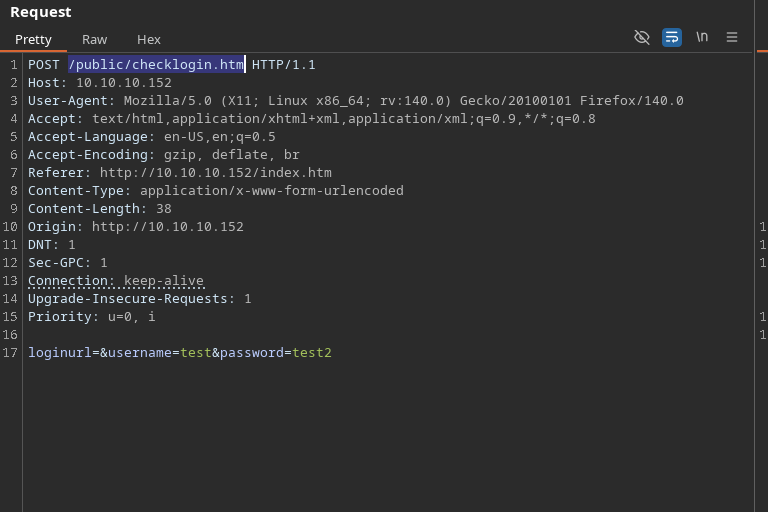 Request
Pretty Raw Hex
\n
1 POST /public/checklogin.htm HTTP/1.1
2 Host: 10.10.10.152
3 User-Agent: Mozilla/5.0 (X11; Linux x86_64; rv:140.0) Gecko/20100101 Firefox/140.0
4 Accept: text/html,application/xhtml+xml,application/xml;q=0.9,*/*;q=0.8
5 Accept-Language: en-US,en;q=0.5
6 Accept-Encoding: gzip, deflate, br
7 Referer: http://10.10.10.152/index.htm
8 Content-Type: application/x-www-form-urlencoded
9 Content-Length: 38
10 Origin: http://10.10.10.152
11 DNT: 1
12 Sec-GPC: 1
13 Connection: keep-alive
14 Upgrade-Insecure-Requests: 1
15 Priority: u=0, i
16
17 loginurl=&username=test&password=test2
1
1
1
1
1